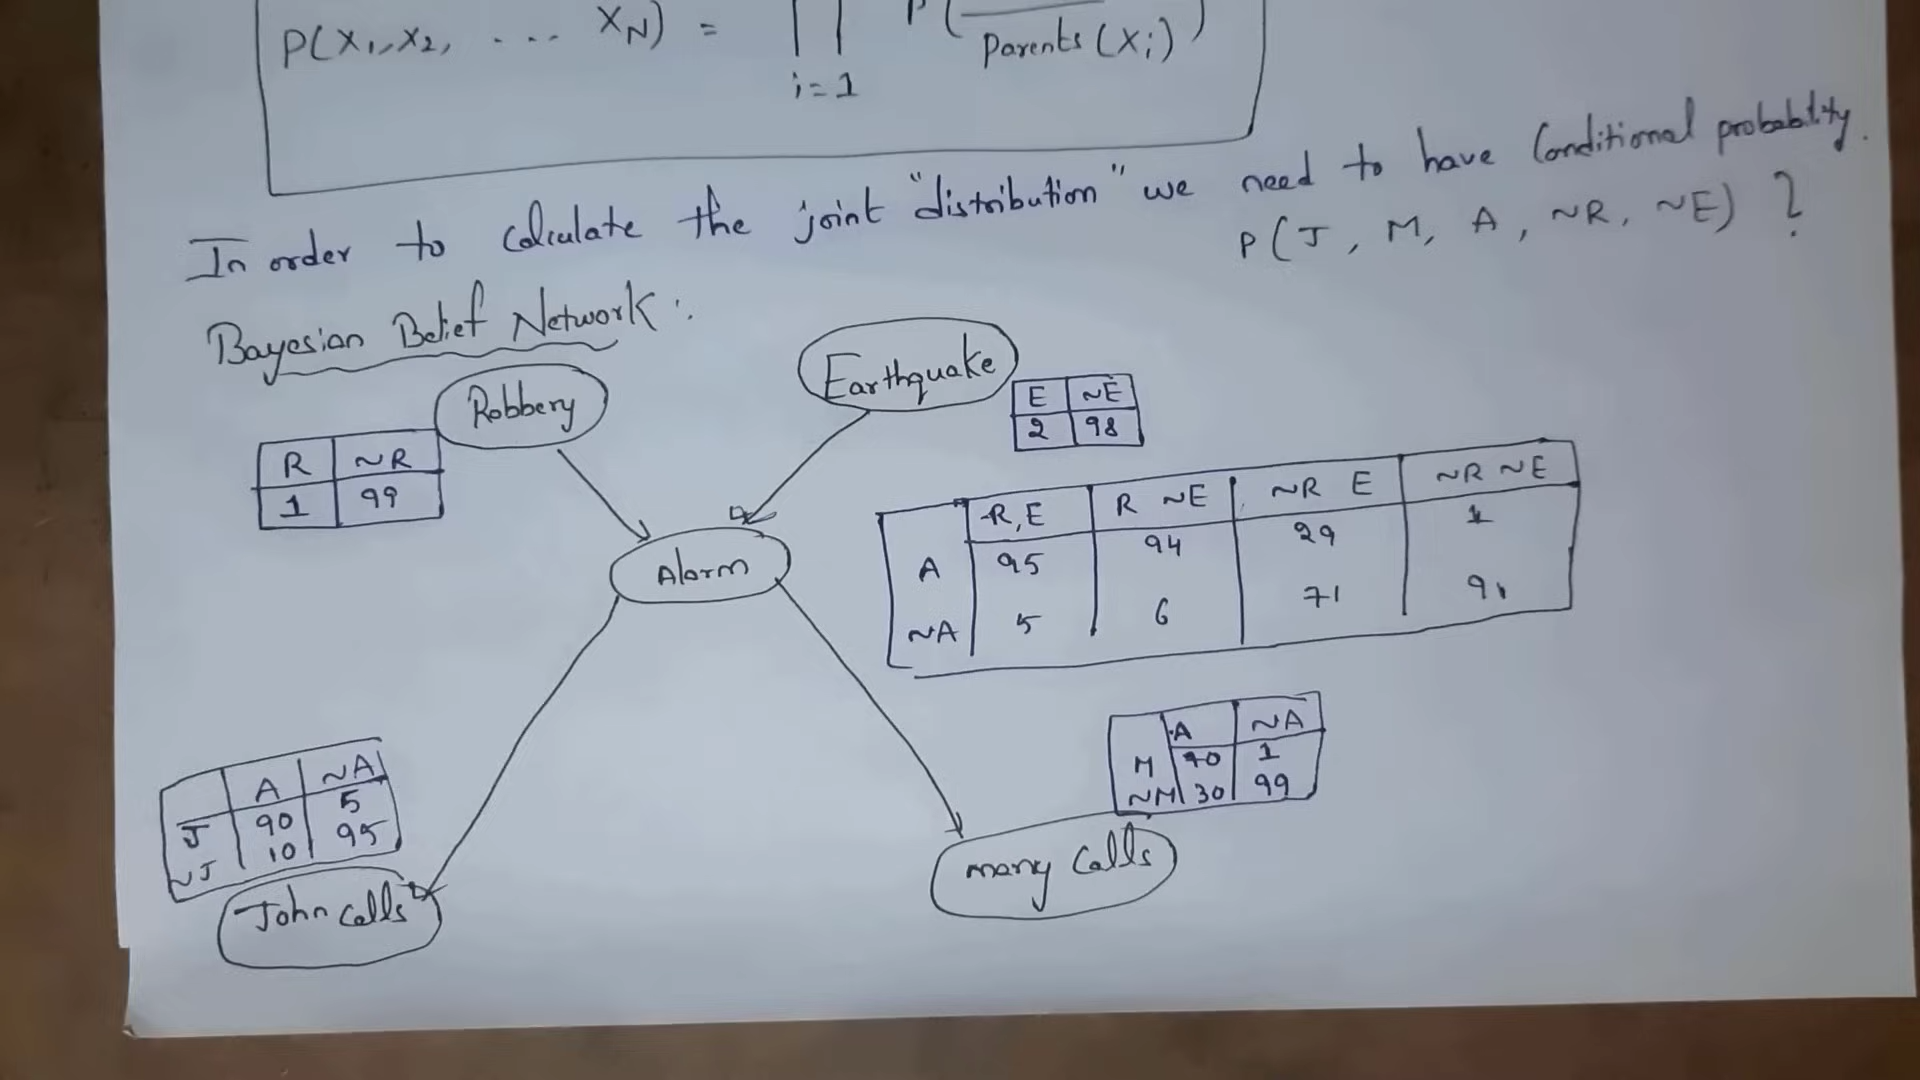 P(X1, X2, .... XN) = ∏ P(
Parents(Xi))
i=1
In order to calculate the joint "distribution" we need to have Conditional probability.
P(J, M, A, ~R, ~E) ?
Bayesian Belief Network:
Robbery
Earthquake
E ~E
2 98
R ~R
1 99
R,E R ~E ~R E ~R ~E
A 95 94 29 1
~A 5 6 71
Alarm
A ~A
M 1
~M 30 99
A ~A
J 90 5
~J 10 95
many calls
John calls